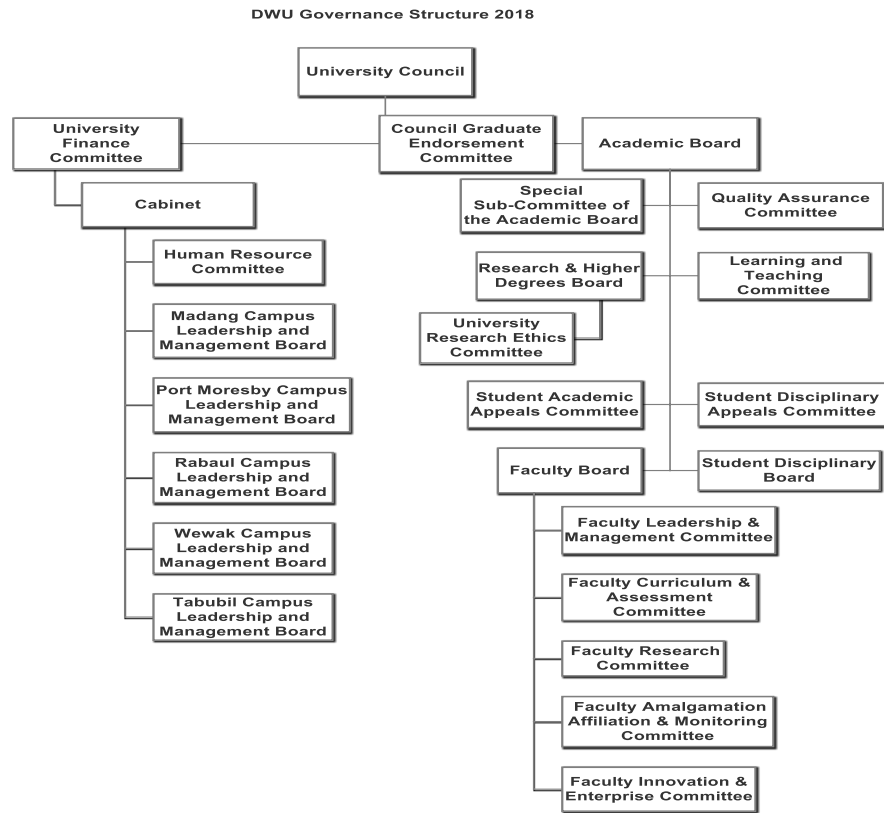 DWU Governance Structure 2018
University Council
University
Finance
Committee
Council Graduate
Endorsement
Committee
Academic Board
Cabinet
Special
Sub-Committee of
the Academic Board
Quality Assurance
Committee
Human Resource
Committee
Research & Higher
Degrees Board
Learning and
Teaching
Committee
Madang Campus
Leadership and
Management Board
University
Research Ethics
Committee
Port Moresby Campus
Leadership and
Management Board
Student Academic
Appeals Committee
Student Disciplinary
Appeals Committee
Rabaul Campus
Leadership and
Management Board
Faculty Board
Student Disciplinary
Board
Wewak Campus
Leadership and
Management Board
Faculty Leadership &
Management Committee
Tabubil Campus
Leadership and
Management Board
Faculty Curriculum &
Assessment
Committee
Faculty Research
Committee
Faculty Amalgamation
Affiliation & Monitoring
Committee
Faculty Innovation &
Enterprise Committee